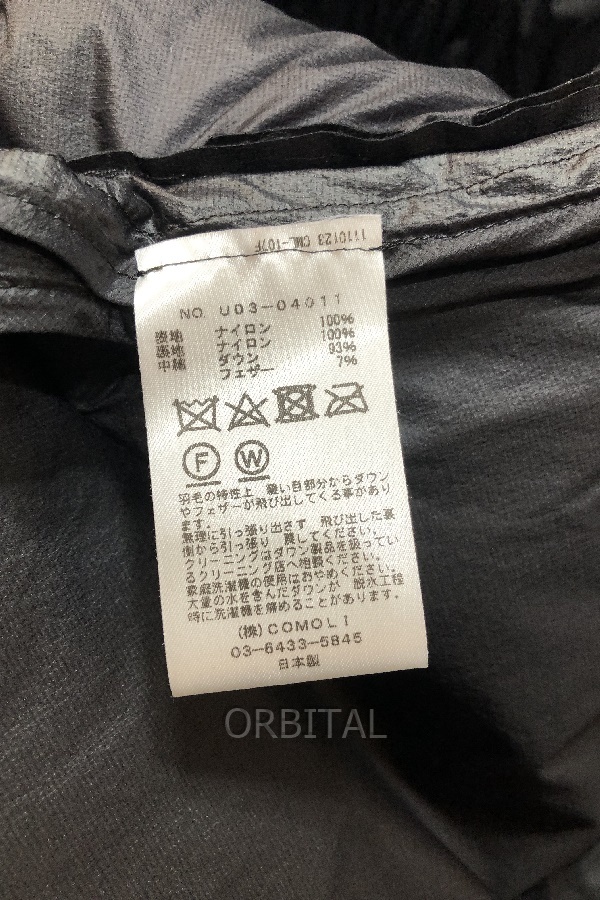 1110123 CML-107F
NO. U03-04011
表地 ナイロン 100%
裏地 ナイロン 100%
中綿 ダウン 93%
フェザー 7%
F W
羽毛の特性上、縫い目部分からダウン
やフェザーが飛び出してくる事があり
ます。
無理に引っ張り出さず、飛び出した裏
側から引っ張り、戻してください。
クリーニングはダウン製品を扱ってい
るクリーニング店へ相談ください。
家庭洗濯機の使用はおやめください。
大量の水を含んだダウンが、脱水工程
時に洗濯機を痛めることがあります。
(株) COMOLI
03-6433-5845
日本製
ORBITAL